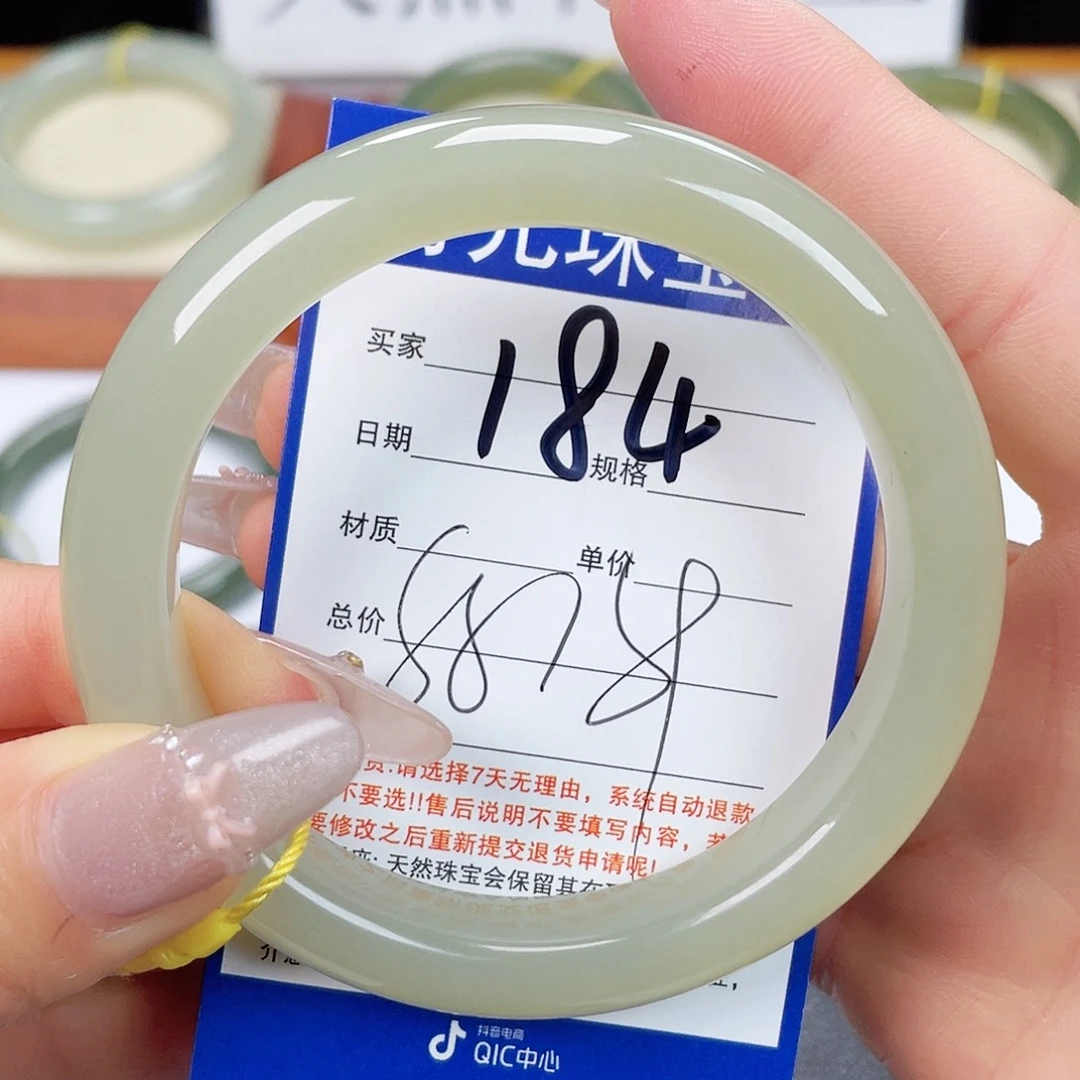 元珠宝
买家 184
日期 规格
材质 单价
总价
请选择7天无理由，系统自动退款
不要选!!售后说明不要填写内容，若
要修改之后重新提交退货申请呢!
天然珠宝会保留其在
抖音电商
QIC中心